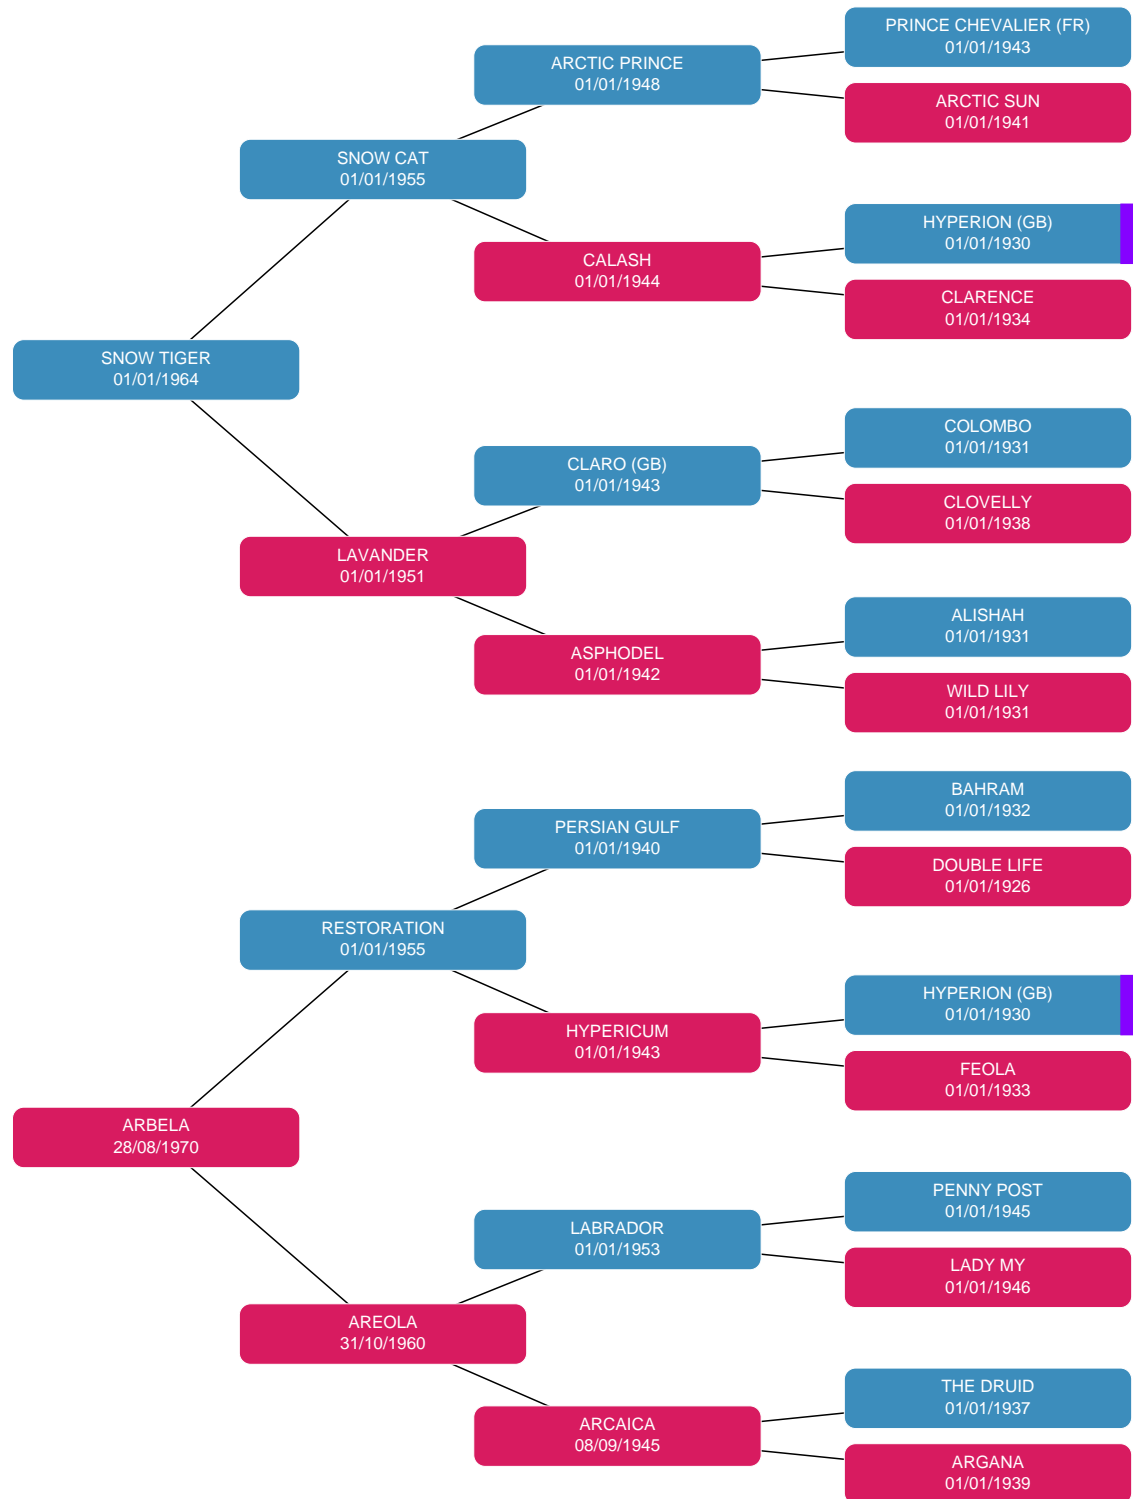 PRINCE CHEVALIER (FR)
01/01/1943
ARCTIC PRINCE
01/01/1948
ARCTIC SUN
01/01/1941
SNOW CAT
01/01/1955
HYPERION (GB)
01/01/1930
CALASH
01/01/1944
CLARENCE
01/01/1934
SNOW TIGER
01/01/1964
COLOMBO
01/01/1931
CLARO (GB)
01/01/1943
CLOVELLY
01/01/1938
LAVANDER
01/01/1951
ALISHAH
01/01/1931
ASPHODEL
01/01/1942
WILD LILY
01/01/1931
BAHRAM
01/01/1932
PERSIAN GULF
01/01/1940
DOUBLE LIFE
01/01/1926
RESTORATION
01/01/1955
HYPERION (GB)
01/01/1930
HYPERICUM
01/01/1943
FEOLA
01/01/1933
ARBELA
28/08/1970
PENNY POST
01/01/1945
LABRADOR
01/01/1953
LADY MY
01/01/1946
AREOLA
31/10/1960
THE DRUID
01/01/1937
ARCAICA
08/09/1945
ARGANA
01/01/1939